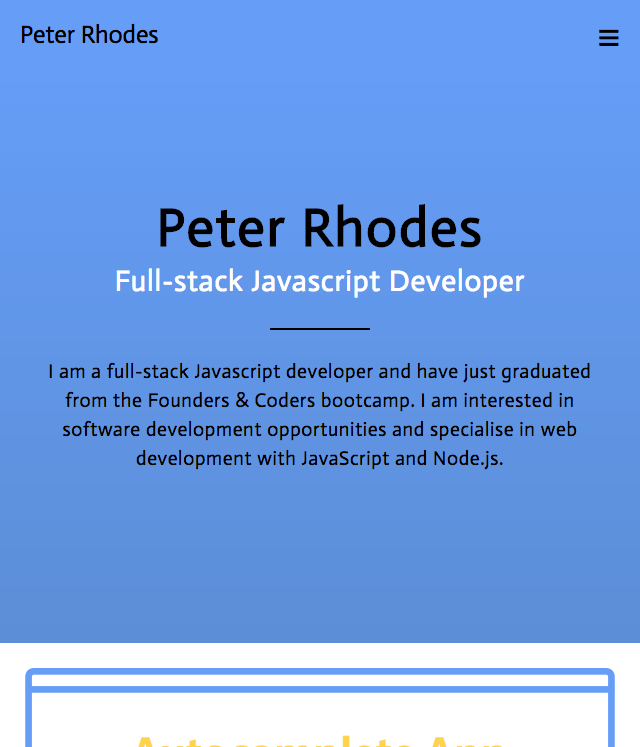 Peter Rhodes
Peter Rhodes
Full-stack Javascript Developer
I am a full-stack Javascript developer and have just graduated
from the Founders & Coders bootcamp. I am interested in
software development opportunities and specialise in web
development with JavaScript and Node.js.
Autocomplete App